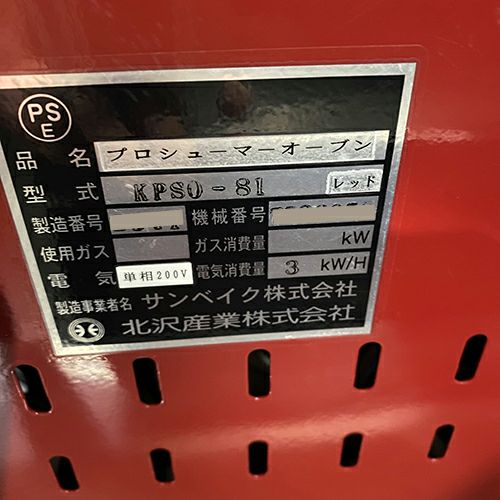 PS
E
品名 プロシューマーオーブン
型式 KPSO-81 レッド
製造番号 機械番号
使用ガス ガス消費量 kW
電気 単相200V 電気消費量 3 kW/H
製造事業者名 サンベイク株式会社
北沢産業株式会社